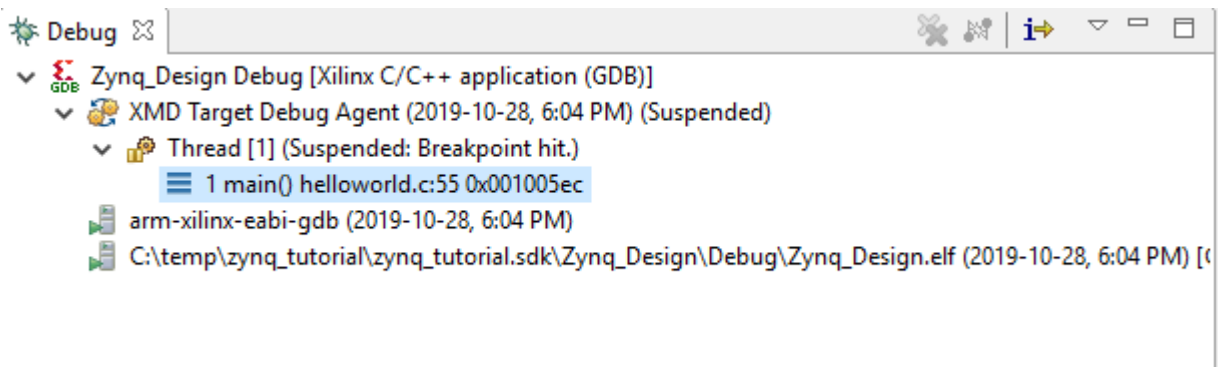 Debug
i
Zynq_Design Debug [Xilinx C/C++ application (GDB)]
GDB
XMD Target Debug Agent (2019-10-28, 6:04 PM) (Suspended)
Thread [1] (Suspended: Breakpoint hit.)
1 main() helloworld.c:55 0x001005ec
arm-xilinx-eabi-gdb (2019-10-28, 6:04 PM)
C:\temp\zynq_tutorial\zynq_tutorial.sdk\Zynq_Design\Debug\Zynq_Design.elf (2019-10-28, 6:04 PM) [